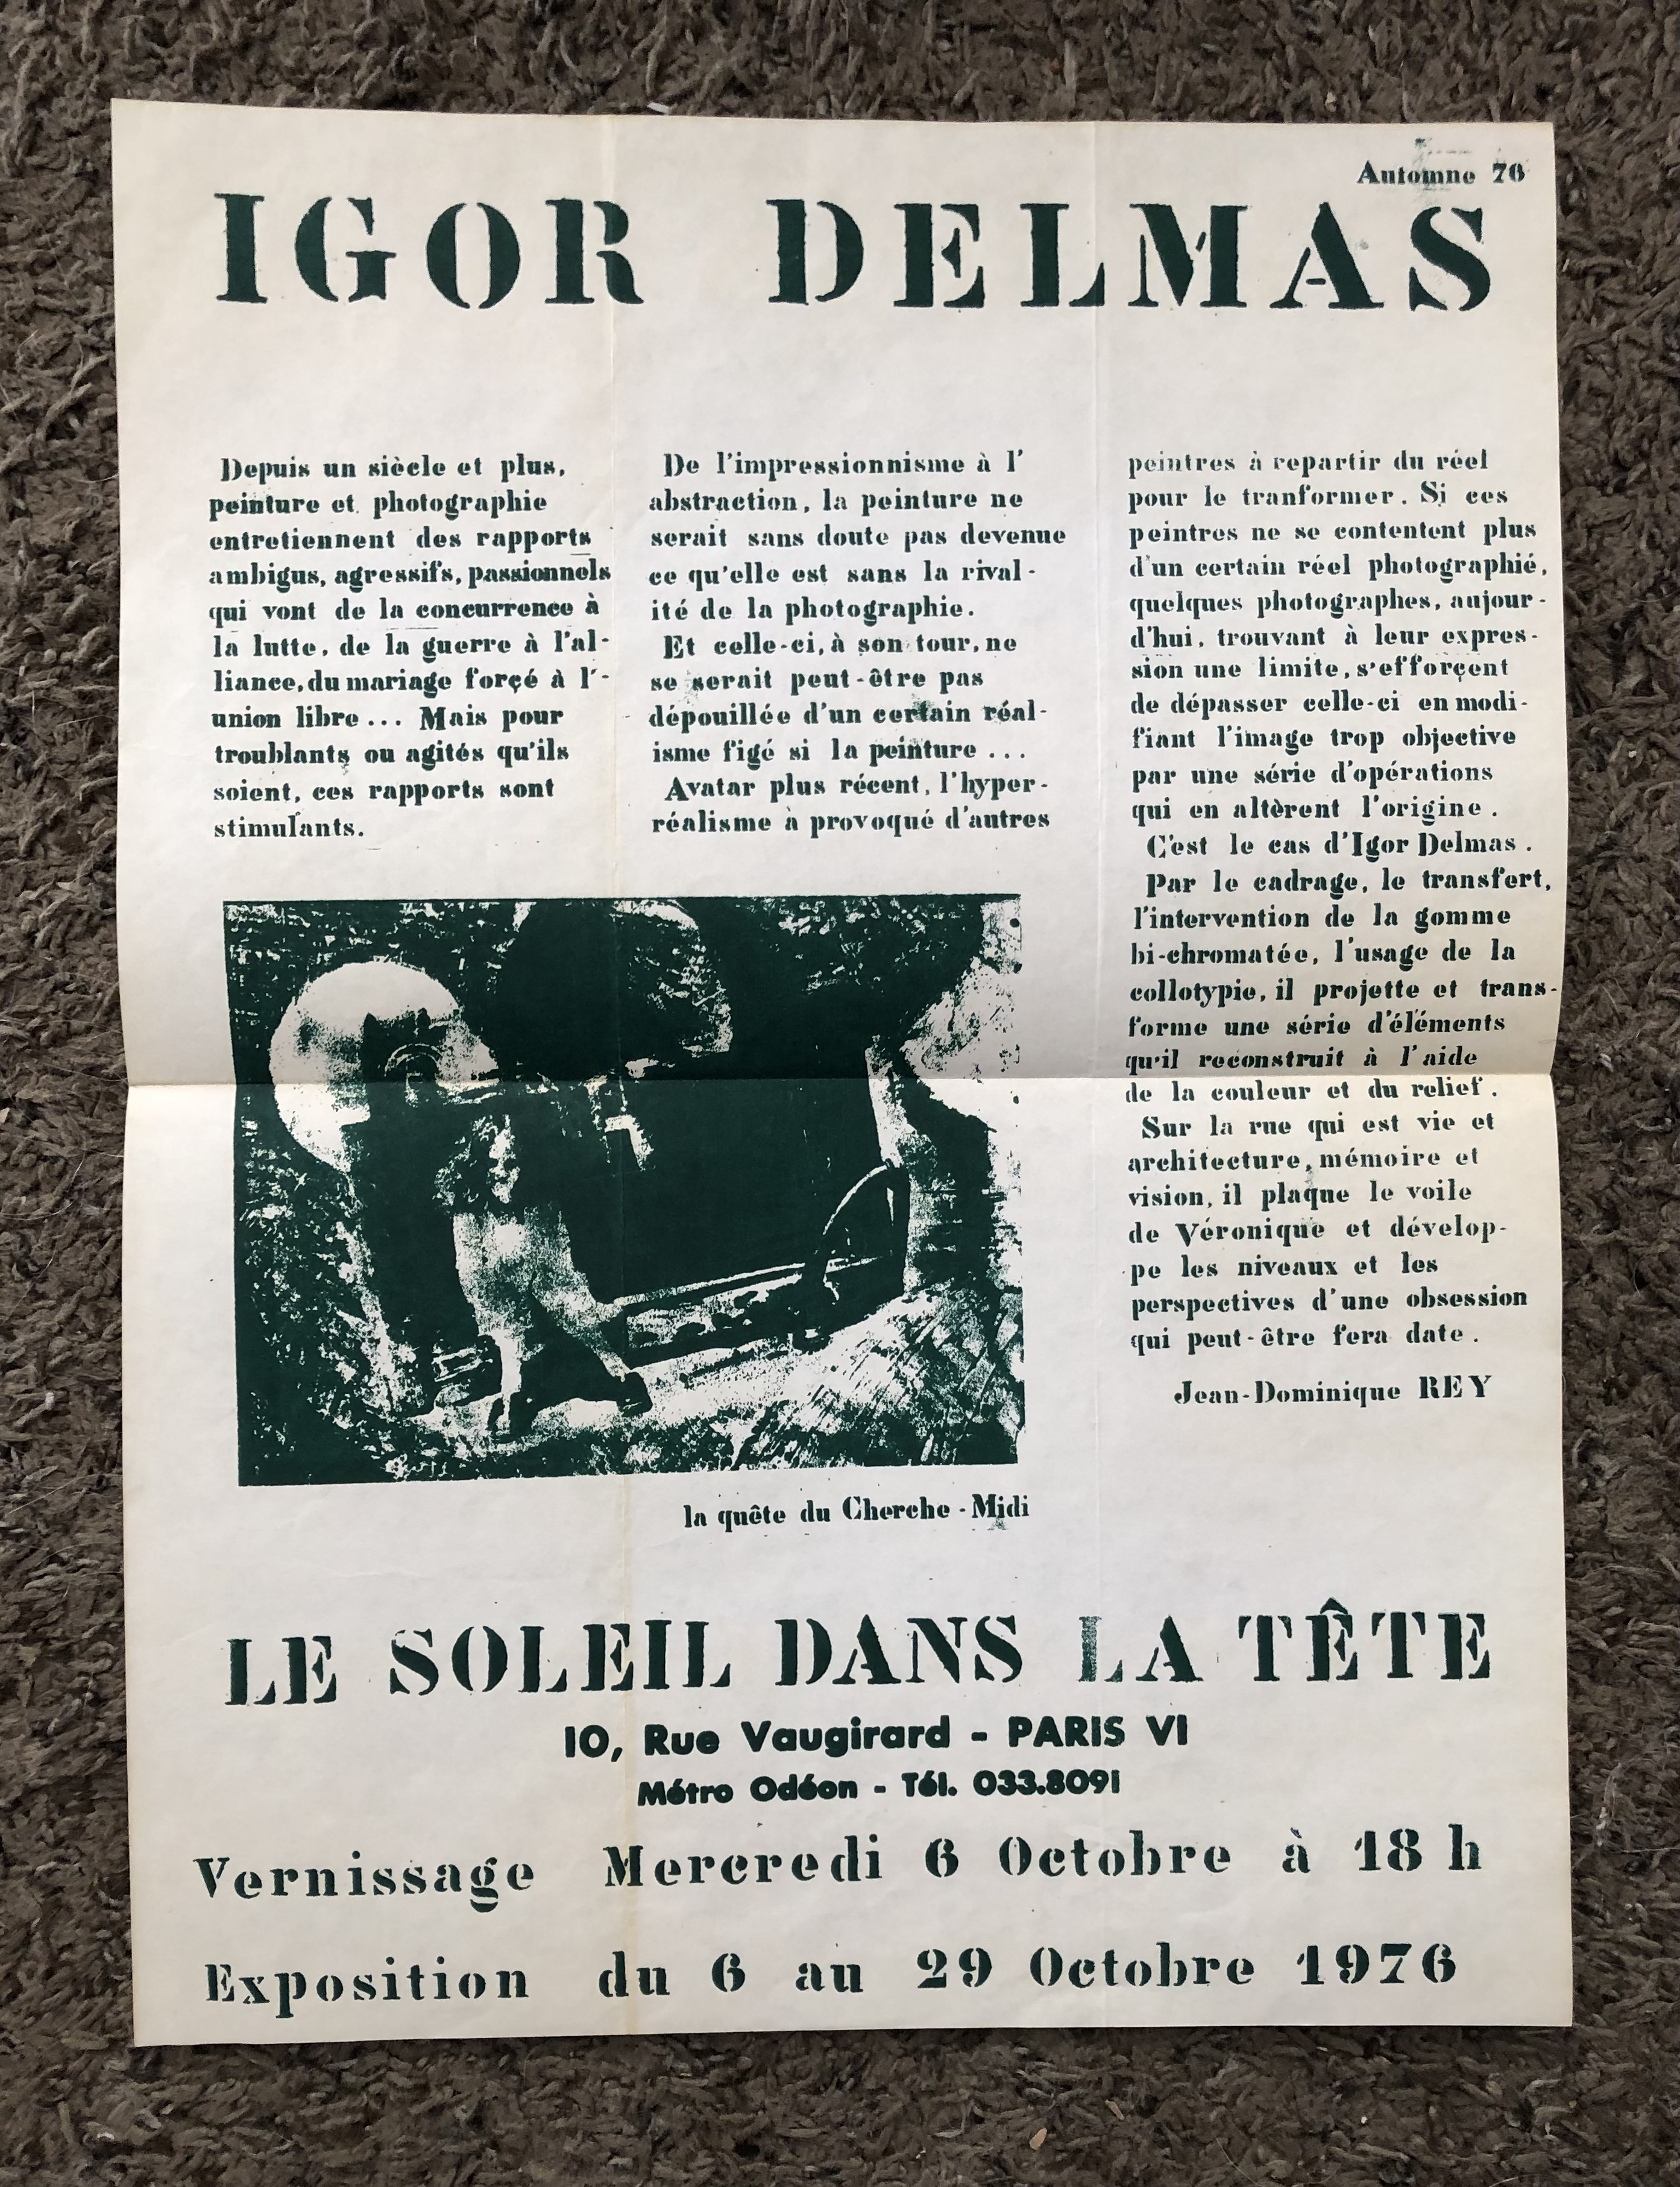 Automne 76
IGOR DELMAS
Depuis un siècle et plus,
peinture et photographie
entretiennent des rapports
ambigus, agressifs, passionnels
qui vont de la concurrence à
la lutte, de la guerre à l'al-
liance, du mariage forçé à l'-
union libre... Mais pour
troublants ou agités qu'ils
soient, ces rapports sont
stimulants.
De l'impressionnisme à l'
abstraction, la peinture ne
serait sans doute pas devenue
ce qu'elle est sans la rival-
ité de la photographie.
Et celle-ci, à son tour, ne
se serait peut-être pas
dépouillée d'un certain réal-
isme figé si la peinture ...
Avatar plus récent, l'hyper-
réalisme à provoqué d'autres
peintres à repartir du réel
pour le tranformer. Si ces
peintres ne se contentent plus
d'un certain réel photographié,
quelques photographes, aujour-
d'hui, trouvant à leur expres-
sion une limite, s'efforçent
de dépasser celle-ci en modi-
fiant l'image trop objective
par une série d'opérations
qui en altèrent l'origine.
C'est le cas d'Igor Delmas.
Par le cadrage, le transfert,
l'intervention de la gomme
bi-chromatée, l'usage de la
collotypie, il projette et trans-
forme une série d'éléments
qu'il reconstruit à l'aide
de la couleur et du relief.
Sur la rue qui est vie et
architecture, mémoire et
vision, il plaque le voile
de Véronique et dévelop-
pe les niveaux et les
perspectives d'une obsession
qui peut-être fera date.
Jean-Dominique REY
la quête du Cherche-Midi
LE SOLEIL DANS LA TÊTE
10, Rue Vaugirard - PARIS VI
Métro Odéon - Tél. 033.8091
Vernissage Mercredi 6 Octobre à 18 h
Exposition du 6 au 29 Octobre 1976